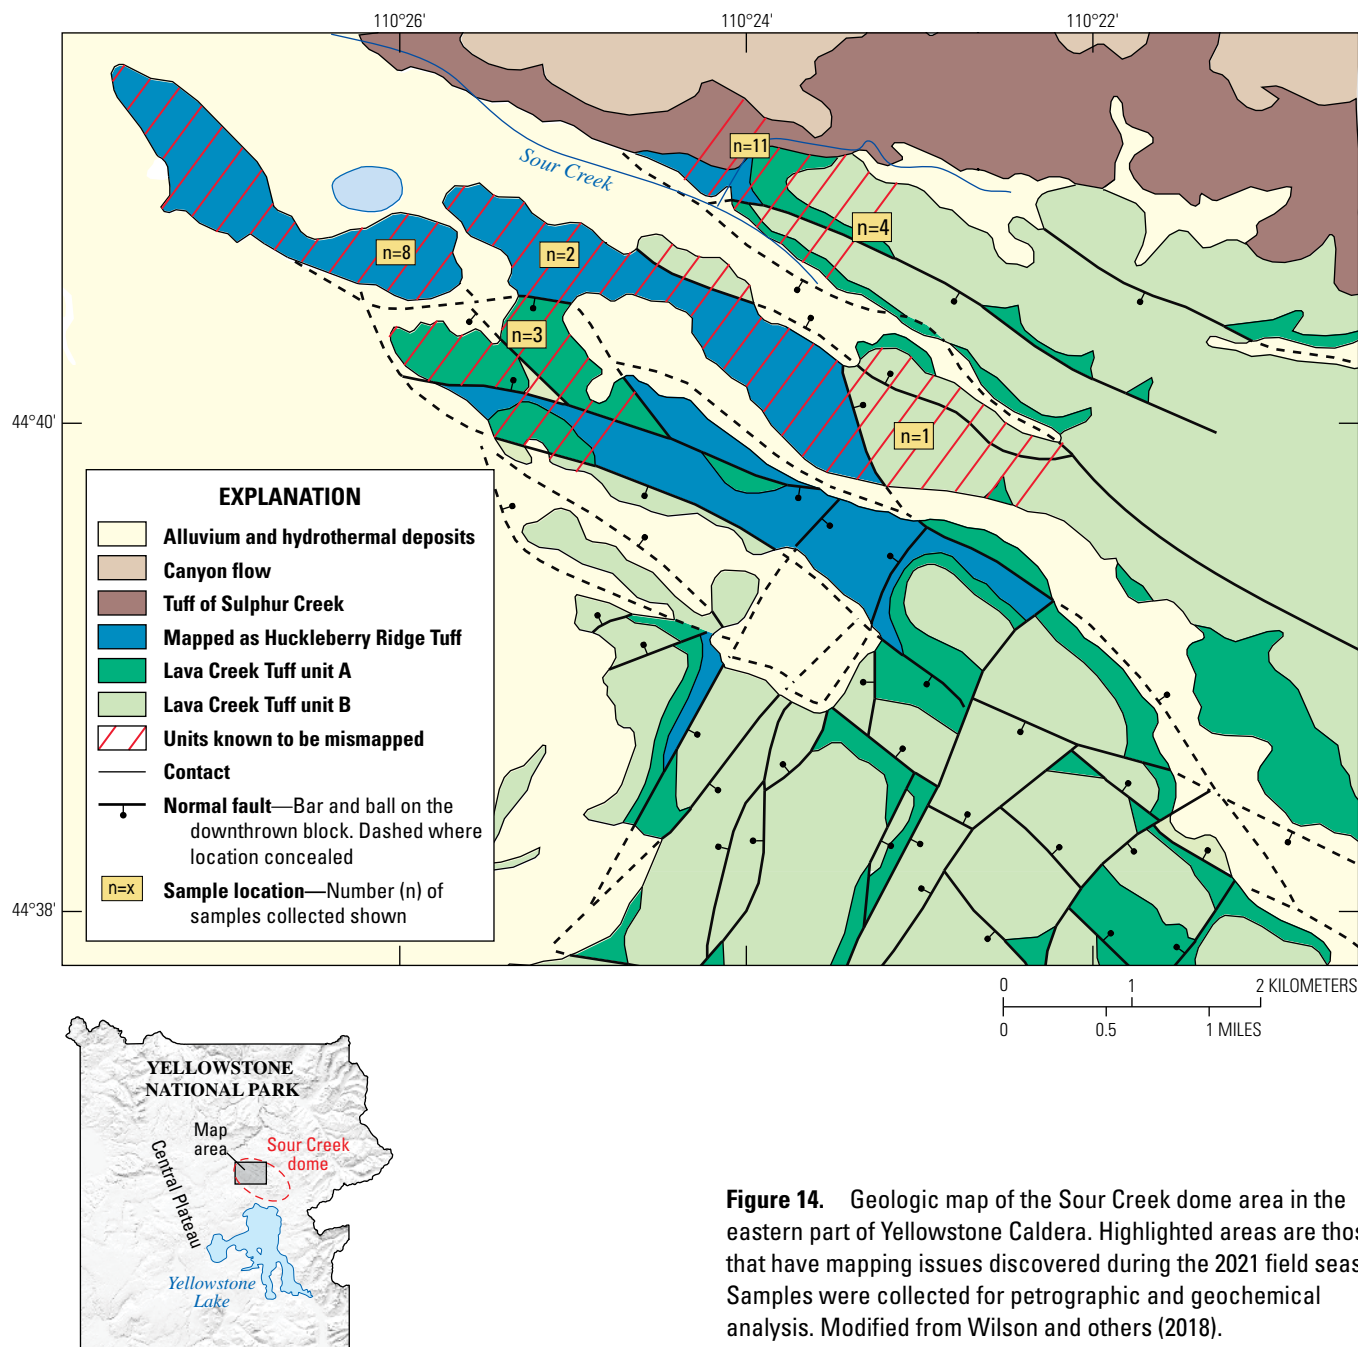 110°26'
110°24'
110°22'
Sour Creek
n=11
n=4
n=8
n=2
n=3
n=1
44°40'
44°38'
EXPLANATION
Alluvium and hydrothermal deposits
Canyon flow
Tuff of Sulphur Creek
Mapped as Huckleberry Ridge Tuff
Lava Creek Tuff unit A
Lava Creek Tuff unit B
Units known to be mismapped
Contact
Normal fault—Bar and ball on the
downthrown block. Dashed where
location concealed
n=x
Sample location—Number (n) of
samples collected shown
0 1 2 KILOMETERS
0 0.5 1 MILES
YELLOWSTONE
NATIONAL PARK
Map
area
Sour Creek
dome
Central Plateau
Yellowstone
Lake
Figure 14. Geologic map of the Sour Creek dome area in the
eastern part of Yellowstone Caldera. Highlighted areas are thos
that have mapping issues discovered during the 2021 field seas
Samples were collected for petrographic and geochemical
analysis. Modified from Wilson and others (2018).